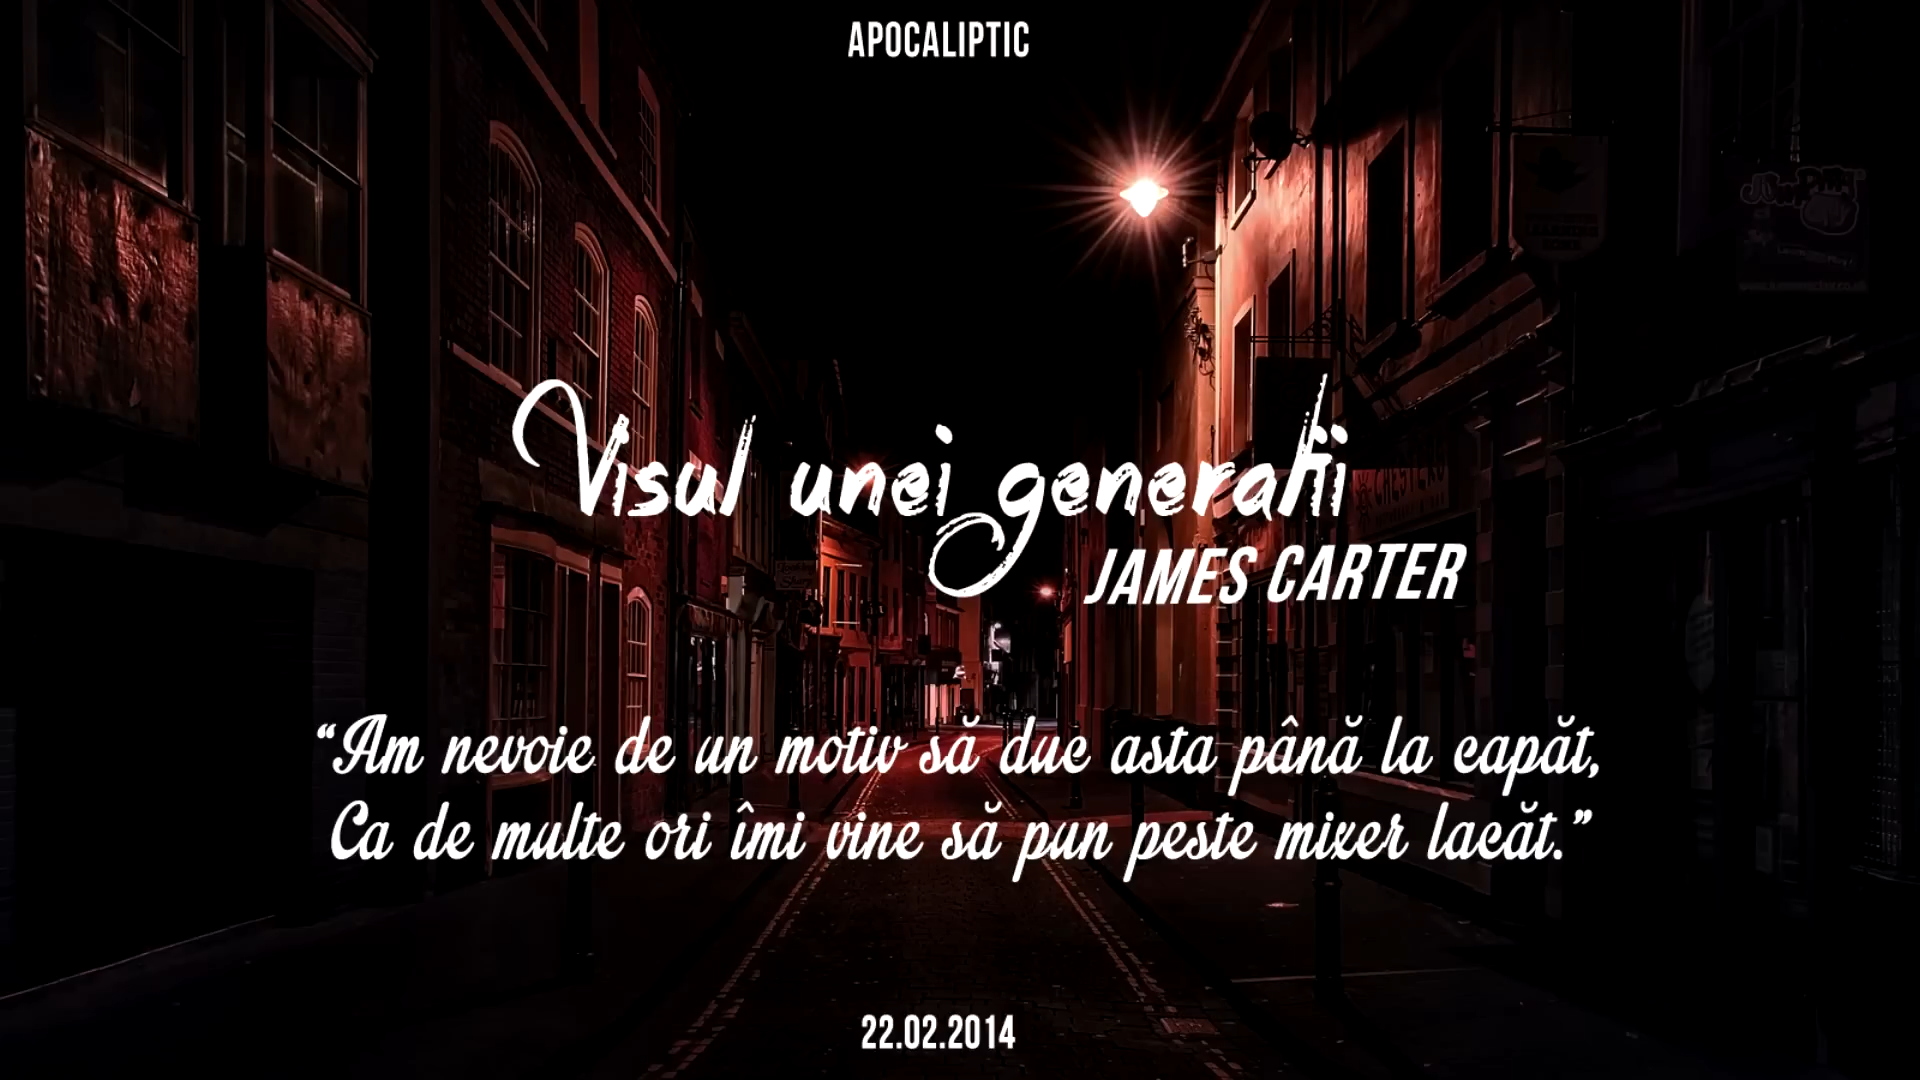 APOCALIPTIC
Visul unei generații
JAMES CARTER
“Am nevoie de un motiv să duc asta până la capăt,
Ca de multe ori îmi vine să pun peste mixer lacăt.”
22.02.2014